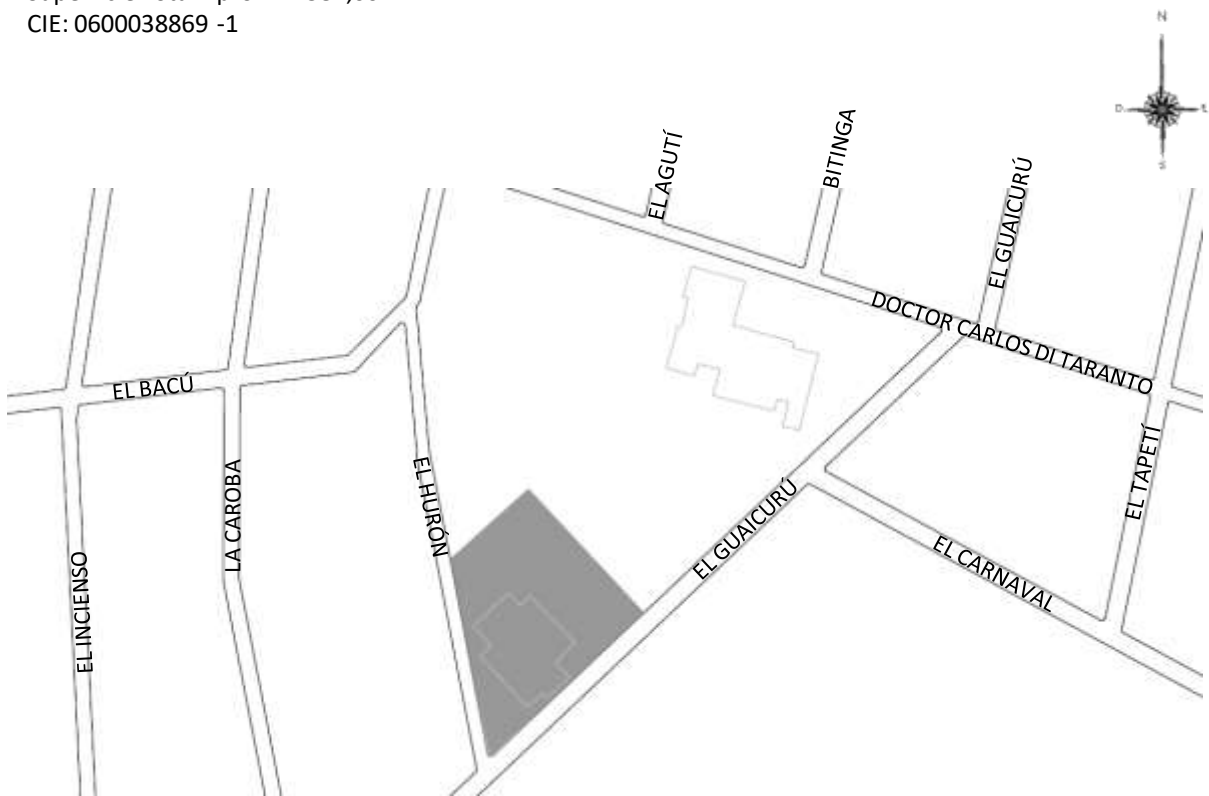 CIE: 0600038869 -1
N
S
EL AGUTÍ
BITINGA
EL GUAICURÚ
DOCTOR CARLOS DI TARANTO
EL BACÚ
EL TAPETÍ
LA CAROBA
EL HURÓN
EL GUAICURÚ
EL CARNAVAL
EL INCIENSO